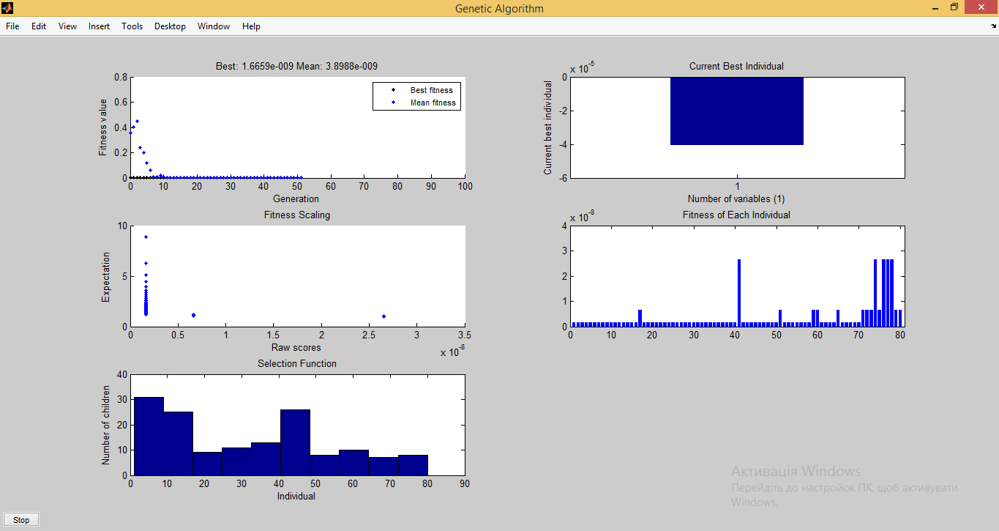 Genetic Algorithm
File Edit View Insert Tools Desktop Window Help
Best: 1.6659e-009 Mean: 3.8988e-009
Fitness value
0.8
0.6
0.4
0.2
0
Best fitness
Mean fitness
0 10 20 30 40 50 60 70 80 90 100
Generation
Current Best Individual
x 10^-5
Current best individual
0
-2
-4
-6
1
Number of variables (1)
Fitness Scaling
Expectation
10
5
0
0 0.5 1 1.5 2 2.5 3 3.5
Raw scores
x 10^-8
Fitness of Each Individual
x 10^-8
4
3
2
1
0
0 10 20 30 40 50 60 70 80
Selection Function
Number of children
40
30
20
10
0
0 10 20 30 40 50 60 70 80 90
Individual
Активація Windows
Перейдіть до настройок ПК, щоб активувати
Windows.
Stop